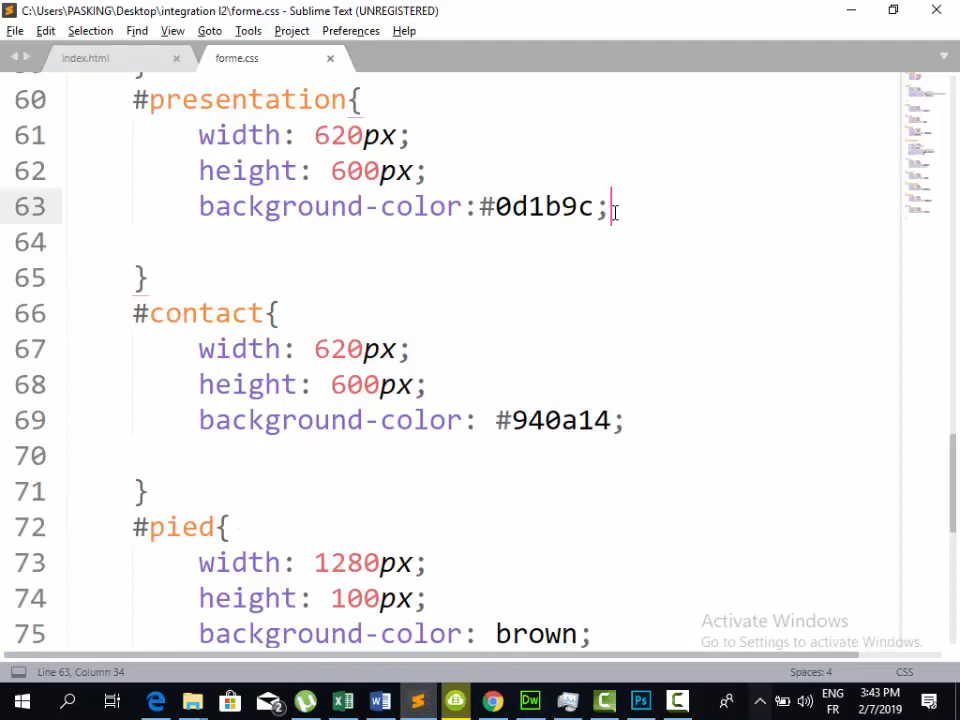 C:\Users\PASKING\Desktop\integration I2\forme.css - Sublime Text (UNREGISTERED)
File Edit Selection Find View Goto Tools Project Preferences Help
index.html forme.css
60 #presentation{
61 width: 620px;
62 height: 600px;
63 background-color:#0d1b9c;
64
65 }
66 #contact{
67 width: 620px;
68 height: 600px;
69 background-color: #940a14;
70
71 }
72 #pied{
73 width: 1280px;
74 height: 100px;
75 background-color: brown;
Activate Windows
Go to Settings to activate Windows.
Line 63, Column 34 Spaces: 4 CSS
ENG 3:43 PM
FR 2/7/2019